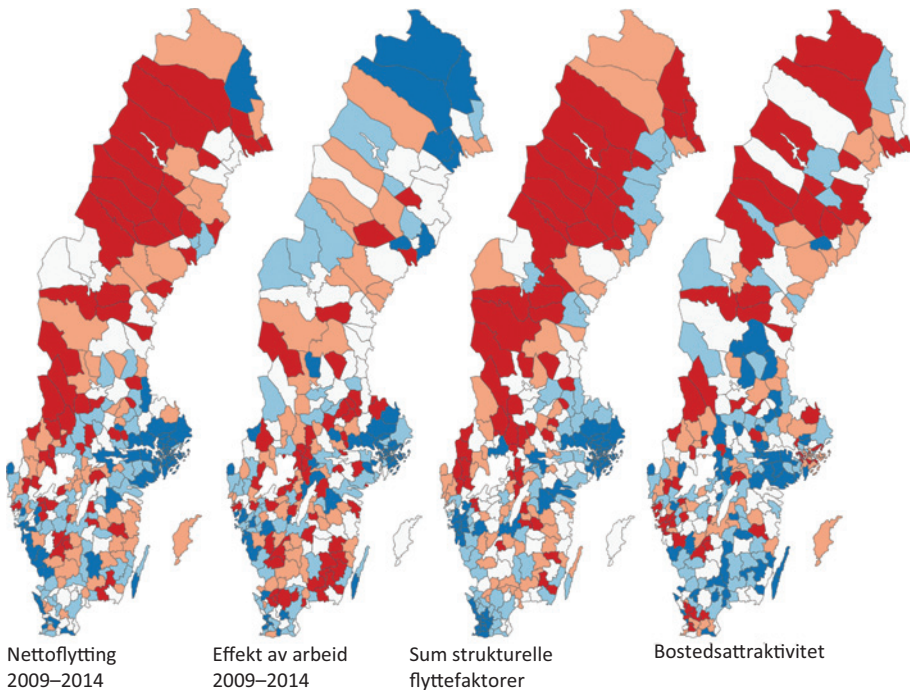 Nettoflytting
2009–2014
Effekt av arbeid
2009–2014
Sum strukturelle
flyttefaktorer
Bostedsattraktivitet